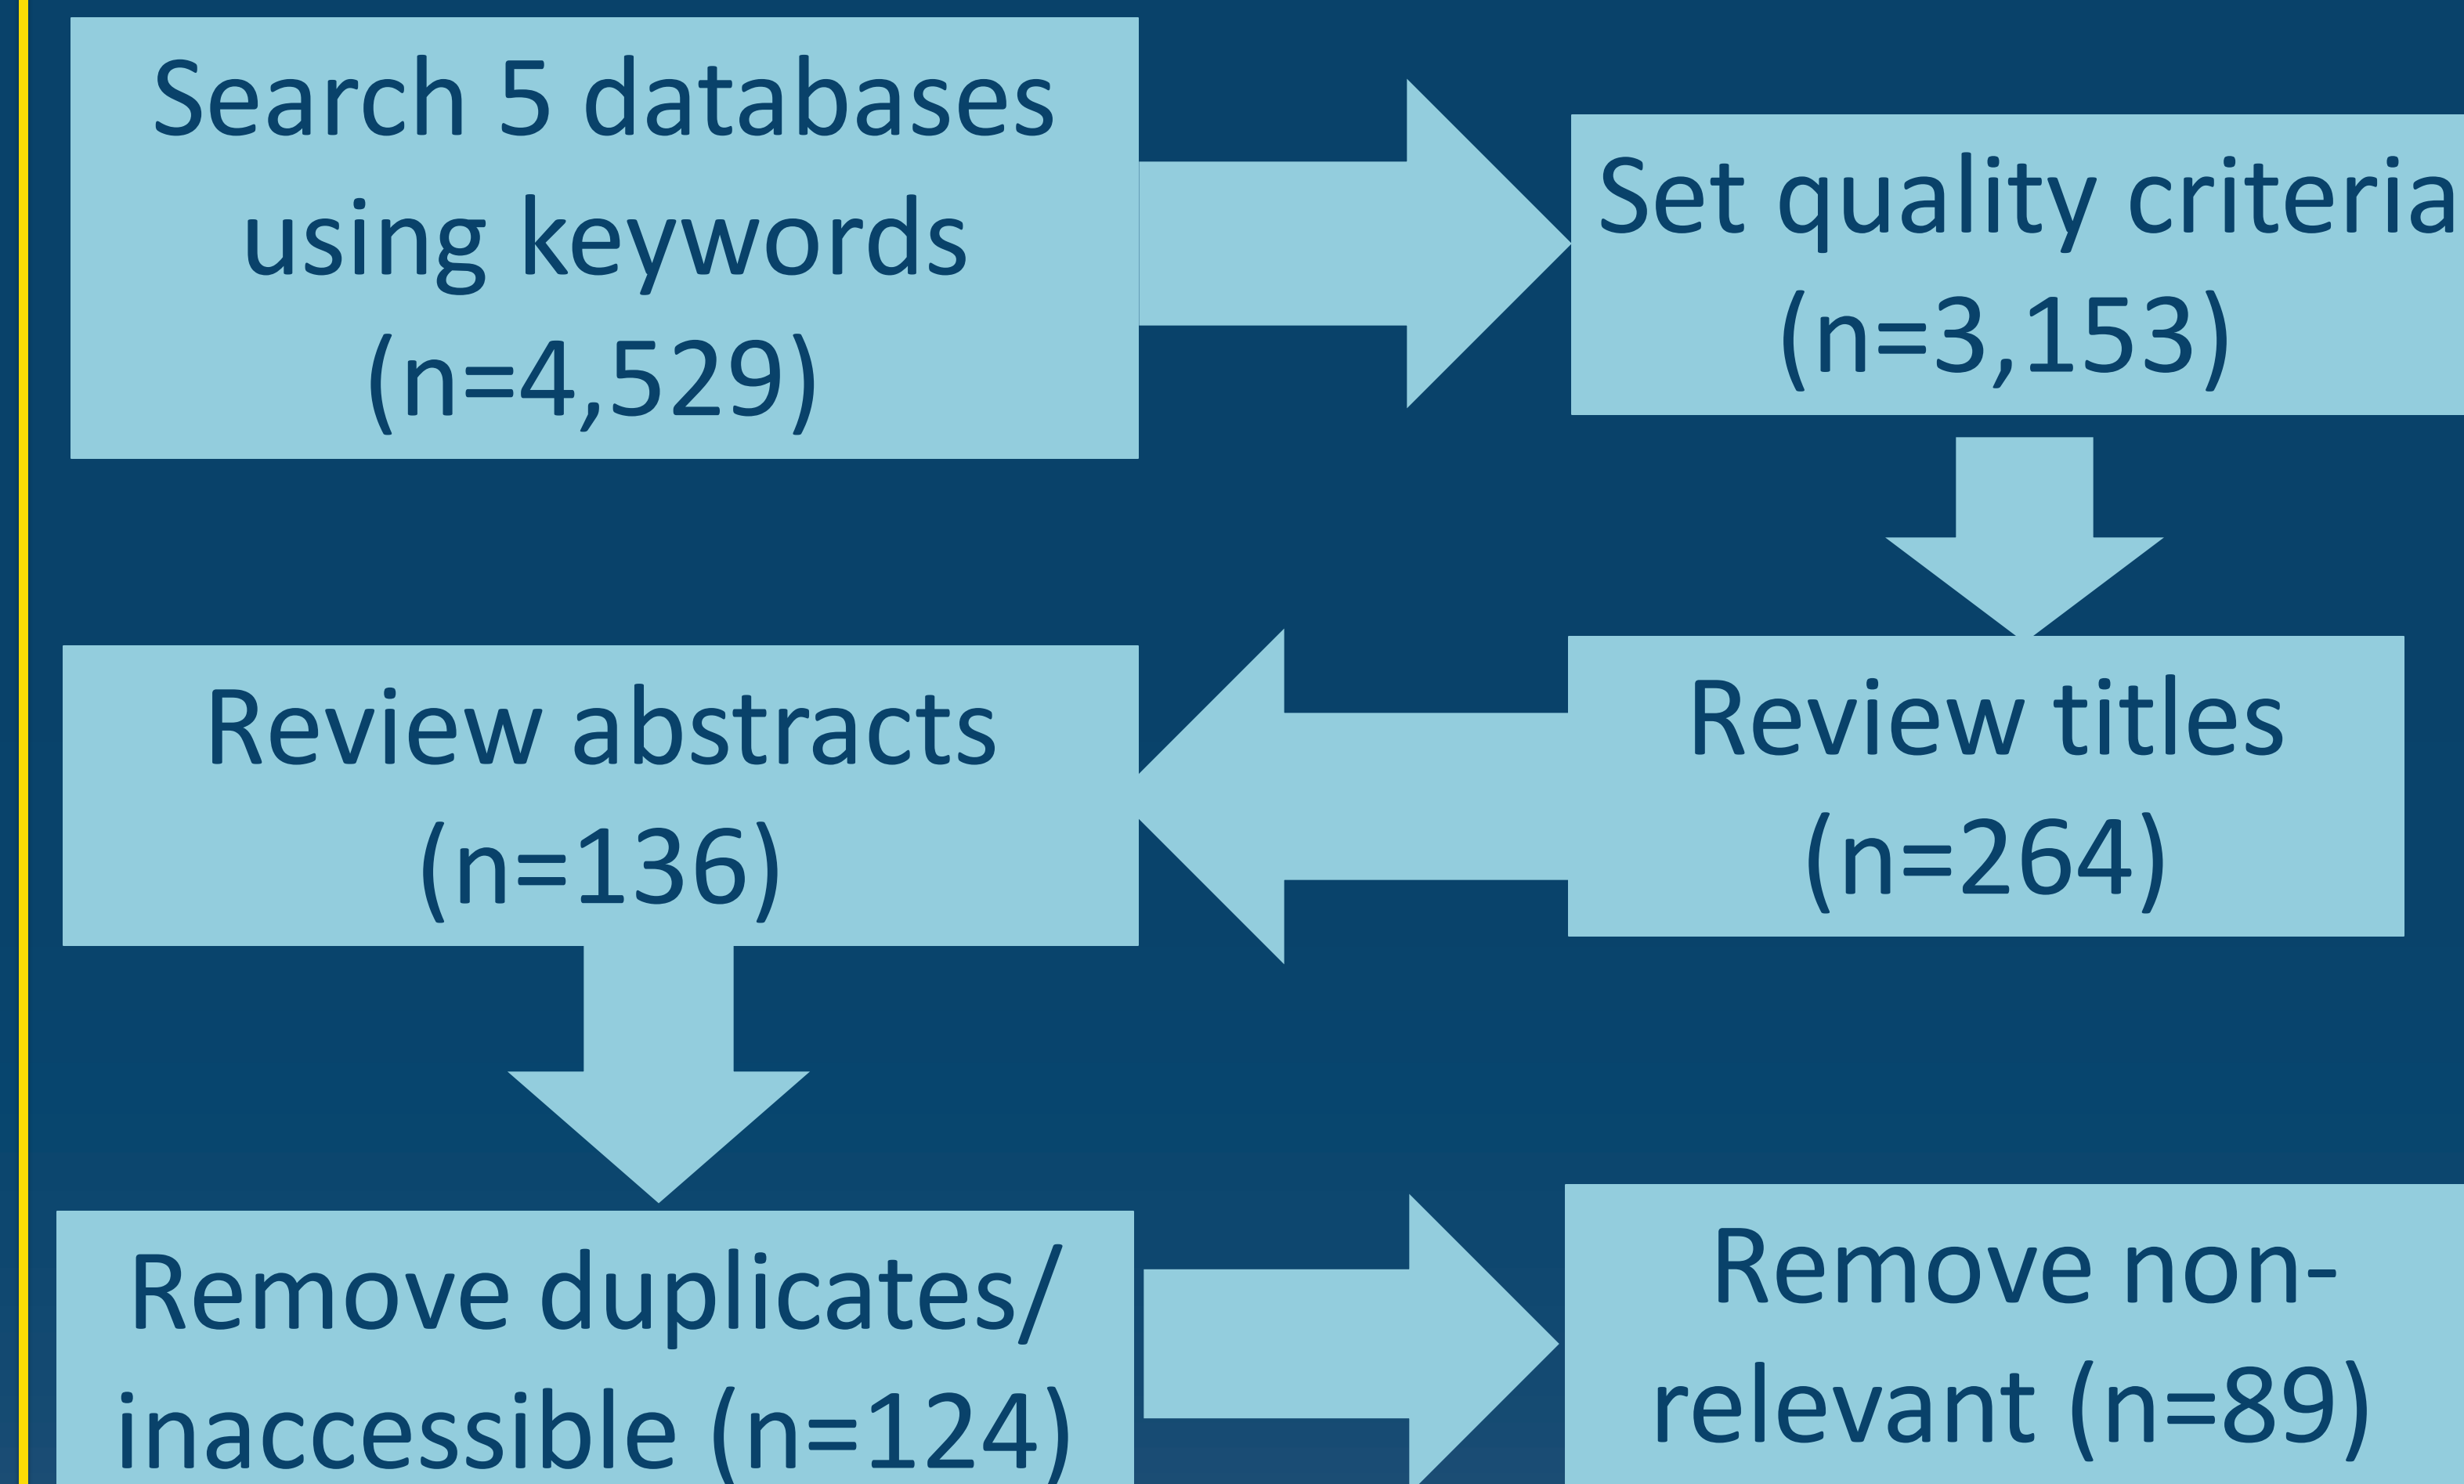 Search 5 databases
using keywords
(n=4,529)
Set quality criteria
(n=3,153)
Review titles
(n=264)
Review abstracts
(n=136)
Remove duplicates/
inaccessible (n=124)
Remove non-
relevant (n=89)